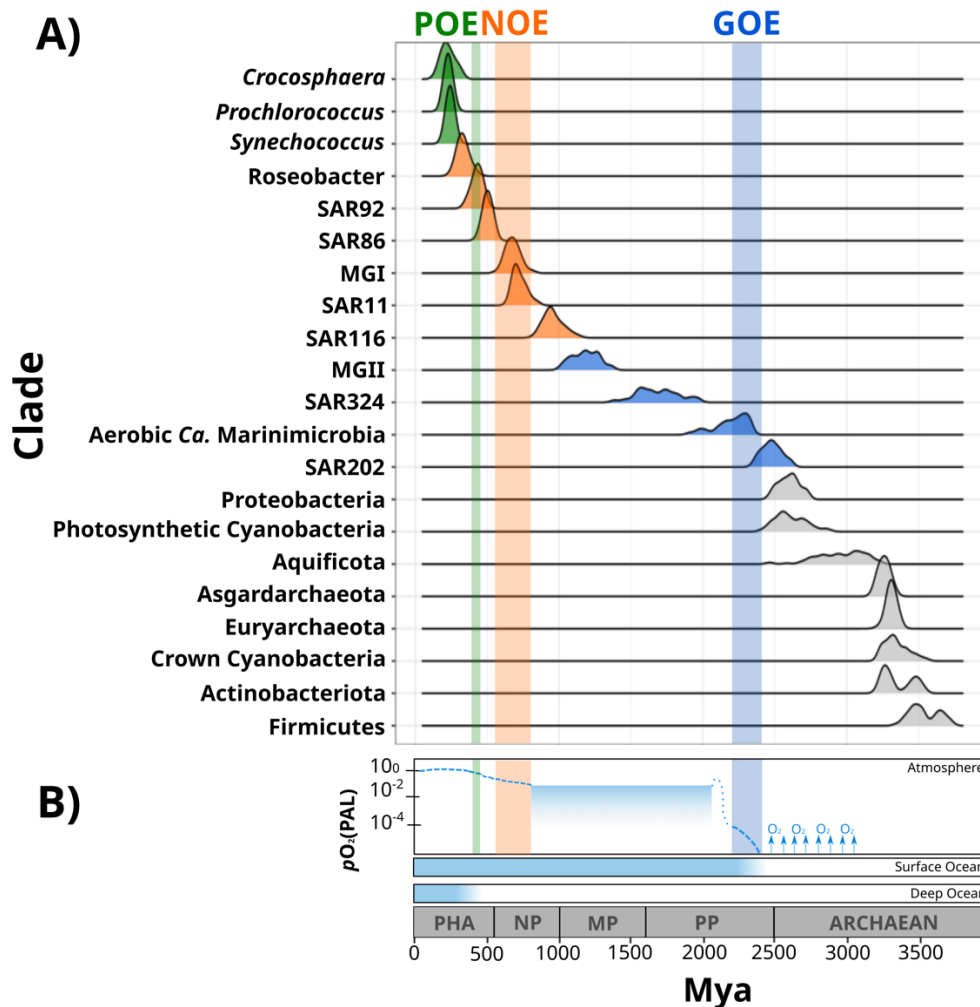 A)
POE NOE GOE
Clade
Crocosphaera
Prochlorococcus
Synechococcus
Roseobacter
SAR92
SAR86
MGI
SAR11
SAR116
MGII
SAR324
Aerobic Ca. Marinimicrobia
SAR202
Proteobacteria
Photosynthetic Cyanobacteria
Aquificota
Asgardarchaeota
Euryarchaeota
Crown Cyanobacteria
Actinobacteriota
Firmicutes
B)
pO₂(PAL)
10⁰
10⁻²
10⁻⁴
Atmosphere
O₂ O₂ O₂ O₂
Surface Ocean
Deep Ocean
PHA NP MP PP ARCHAEAN
0 500 1000 1500 2000 2500 3000 3500
Mya